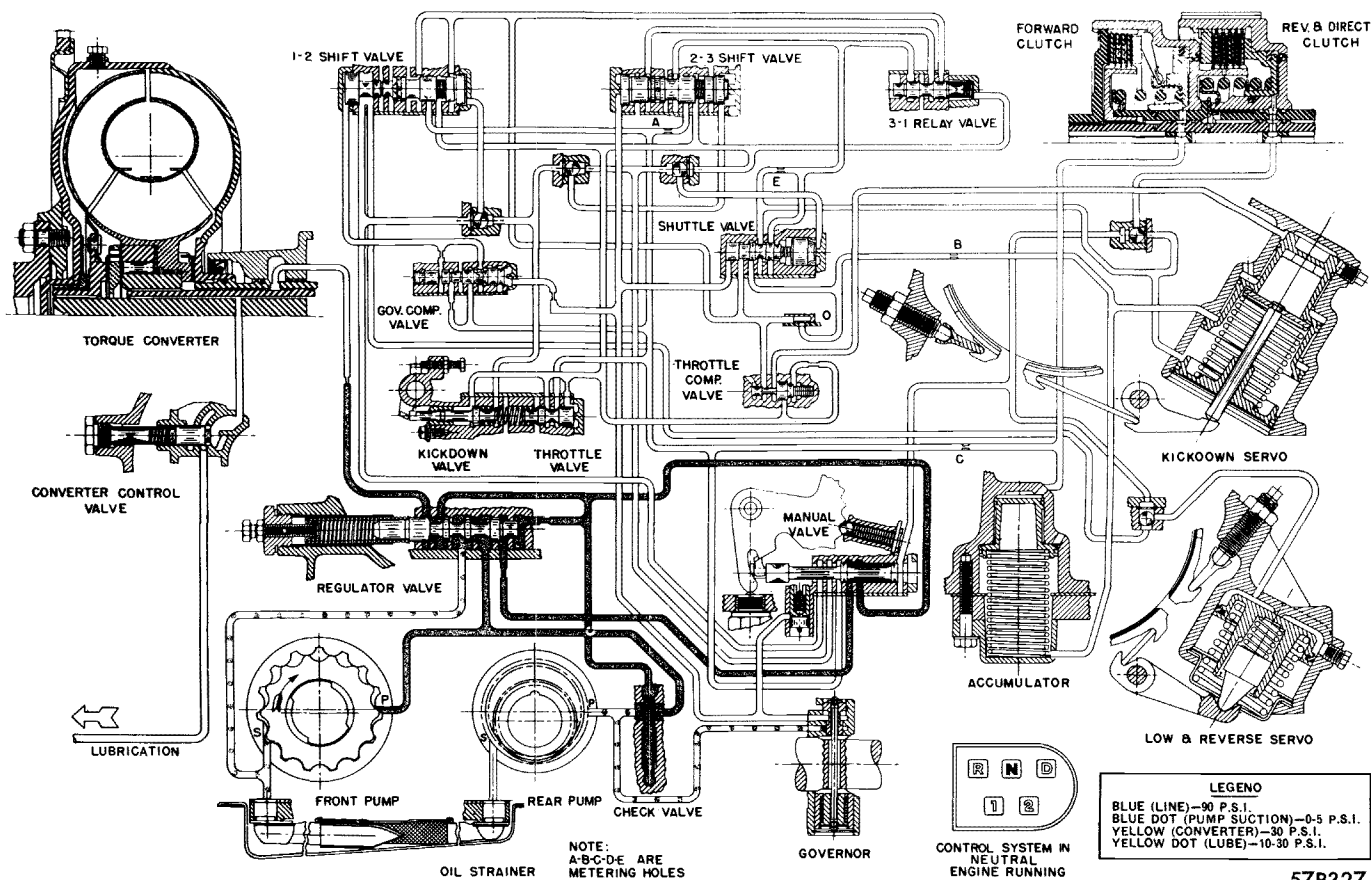 1-2 SHIFT VALVE
2-3 SHIFT VALVE
FORWARD
CLUTCH
REV. & DIRECT
CLUTCH
3-1 RELAY VALVE
A
E
SHUTTLE VALVE
B
GOV. COMP.
VALVE
O
TORQUE CONVERTER
THROTTLE
COMP.
VALVE
KICKDOWN
VALVE
THROTTLE
VALVE
C
KICKDOWN SERVO
CONVERTER CONTROL
VALVE
MANUAL
VALVE
REGULATOR VALVE
ACCUMULATOR
P
S
P
S
LUBRICATION
LOW & REVERSE SERVO
FRONT PUMP
REAR PUMP
CHECK VALVE
R N D
1 2
GOVERNOR
OIL STRAINER
NOTE:
A-B-C-D-E ARE
METERING HOLES
CONTROL SYSTEM IN
NEUTRAL
ENGINE RUNNING
LEGENO
BLUE (LINE)—90 P.S.I.
BLUE DOT (PUMP SUCTION)—0-5 P.S.I.
YELLOW (CONVERTER)—30 P.S.I.
YELLOW DOT (LUBE)—10-30 P.S.I.